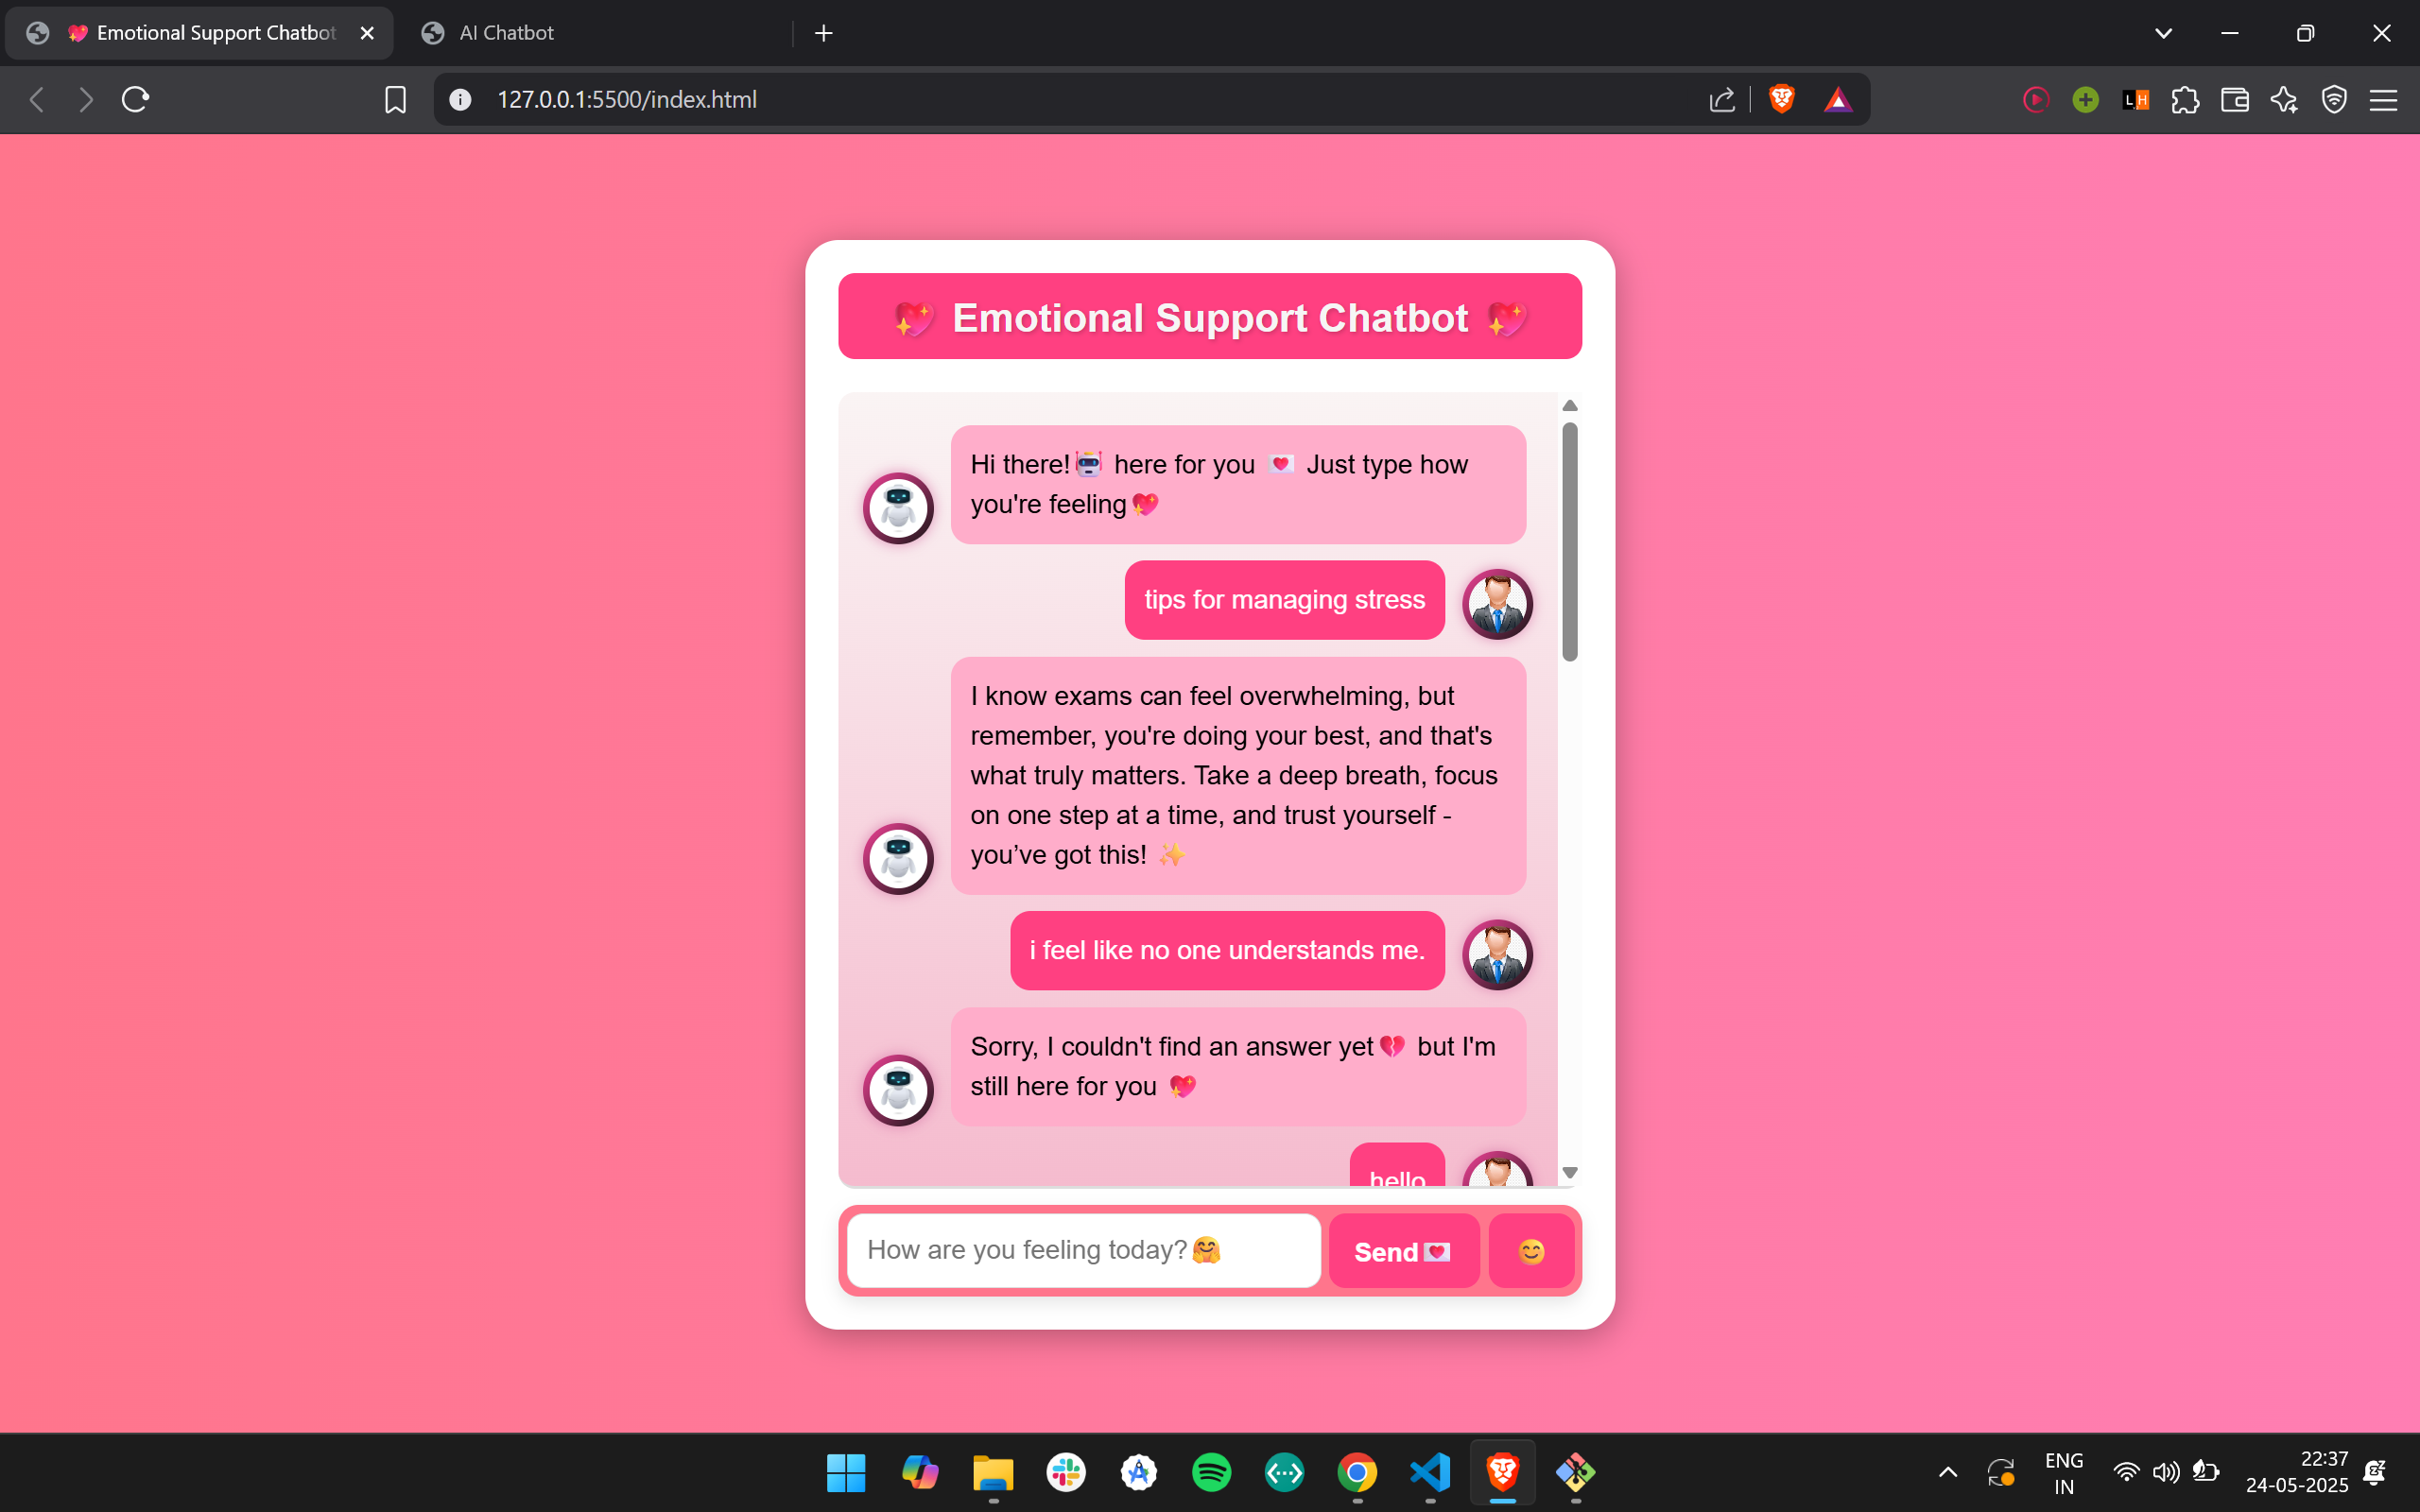 💖 Emotional Support Chatbot
AI Chatbot
127.0.0.1:5500/index.html
L H
💖 Emotional Support Chatbot 💖
Hi there!🤖 here for you 💌 Just type how
you're feeling💖
tips for managing stress
I know exams can feel overwhelming, but
remember, you're doing your best, and that's
what truly matters. Take a deep breath, focus
on one step at a time, and trust yourself -
you’ve got this! ✨
i feel like no one understands me.
Sorry, I couldn't find an answer yet💔 but I'm
still here for you 💖
hello
How are you feeling today?🤗
Send💌
😊
ENG
IN
22:37
24-05-2025